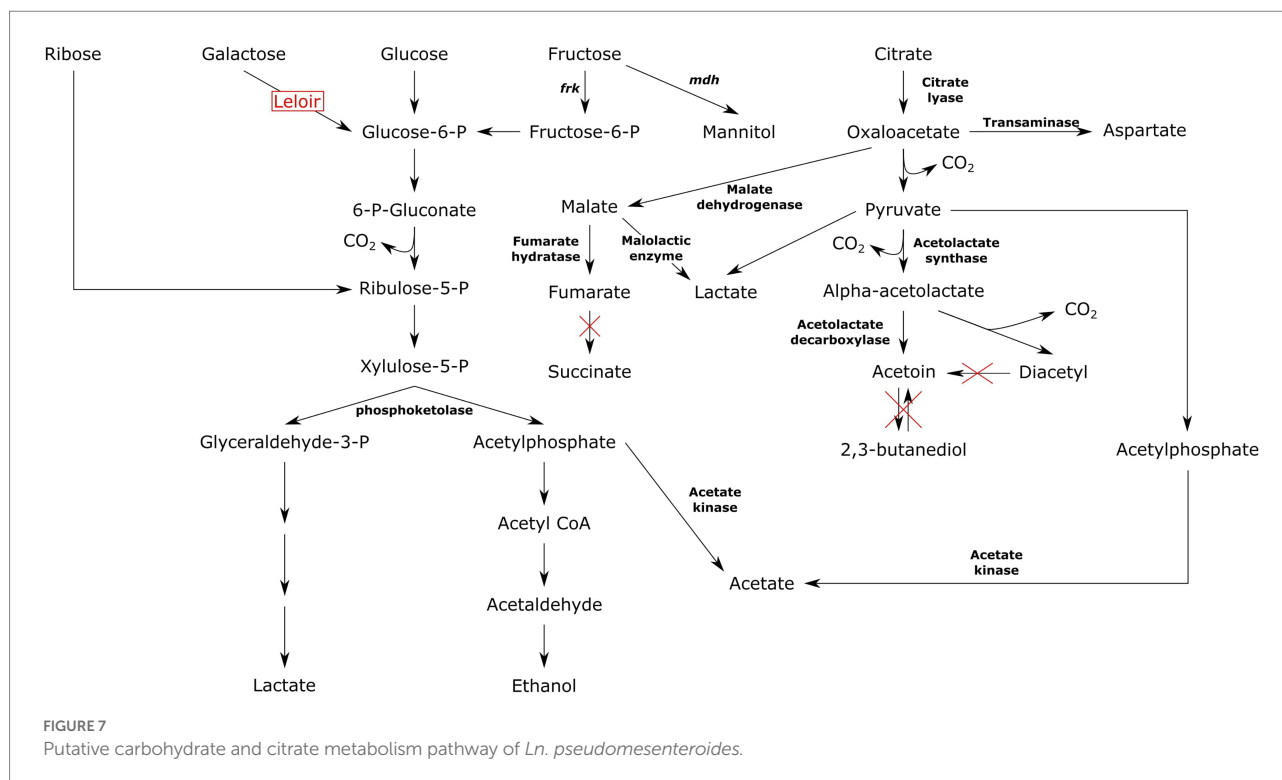 Ribose
Galactose
Glucose
Fructose
Citrate
Leloir
frk
mdh
Citrate
lyase
Glucose-6-P
Fructose-6-P
Mannitol
Oxaloacetate
Transaminase
Aspartate
CO₂
Malate
dehydrogenase
6-P-Gluconate
Malate
Pyruvate
CO₂
Fumarate
hydratase
Malolactic
enzyme
CO₂
Acetolactate
synthase
Ribulose-5-P
Fumarate
Lactate
Alpha-acetolactate
CO₂
Acetolactate
decarboxylase
Xylulose-5-P
Succinate
Acetoin
Diacetyl
phosphoketolase
Glyceraldehyde-3-P
Acetylphosphate
2,3-butanediol
Acetylphosphate
Acetate
kinase
Acetyl CoA
Acetate
kinase
Acetate
Acetaldehyde
Lactate
Ethanol
FIGURE 7
Putative carbohydrate and citrate metabolism pathway of Ln. pseudomesenteroides.